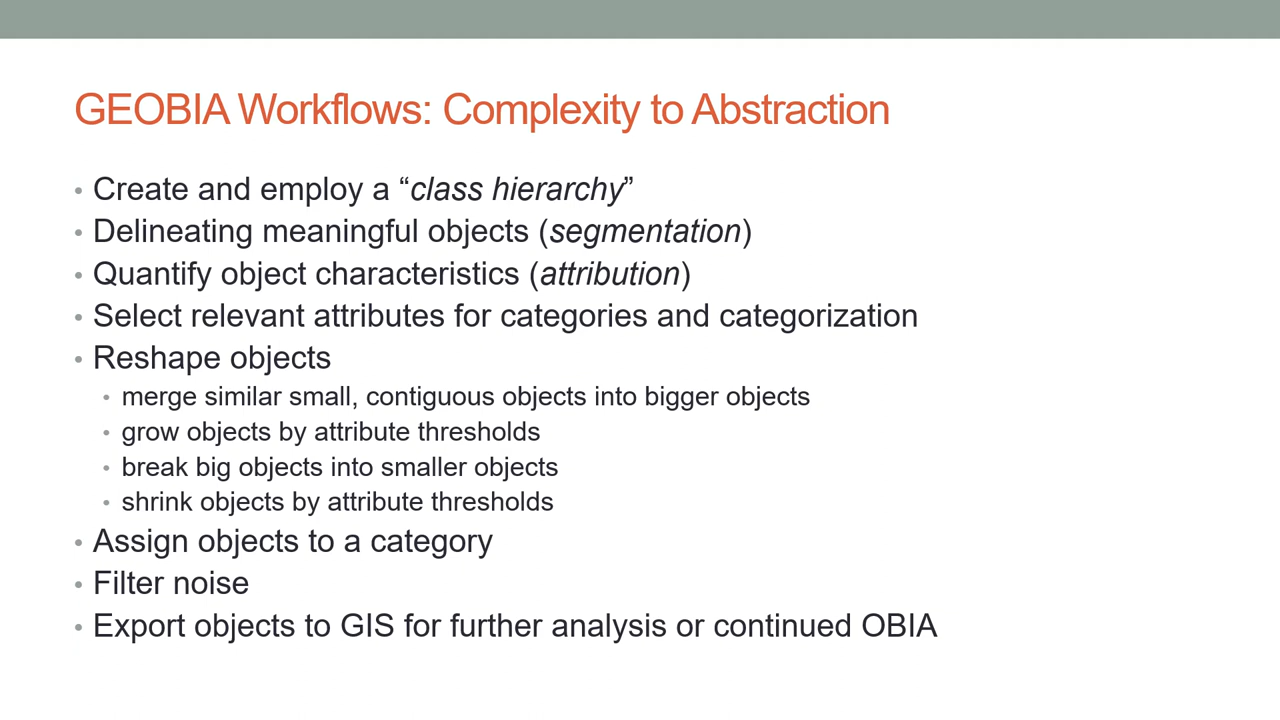 GEOBIA Workflows: Complexity to Abstraction
• Create and employ a “class hierarchy”
• Delineating meaningful objects (segmentation)
• Quantify object characteristics (attribution)
• Select relevant attributes for categories and categorization
• Reshape objects
• merge similar small, contiguous objects into bigger objects
• grow objects by attribute thresholds
• break big objects into smaller objects
• shrink objects by attribute thresholds
• Assign objects to a category
• Filter noise
• Export objects to GIS for further analysis or continued OBIA